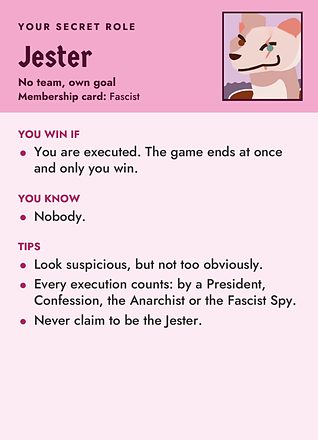 YOUR SECRET ROLE
Jester
No team, own goal
Membership card: Fascist
YOU WIN IF
• You are executed. The game ends at once
and only you win.
YOU KNOW
• Nobody.
TIPS
• Look suspicious, but not too obviously.
• Every execution counts: by a President,
Confession, the Anarchist or the Fascist Spy.
• Never claim to be the Jester.